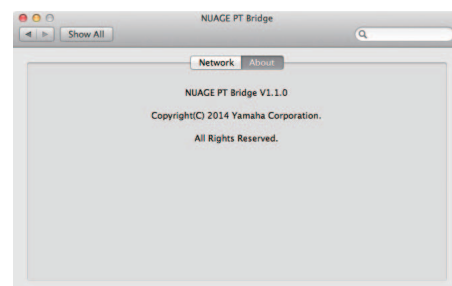 NUAGE PT Bridge
Show All
Network About
NUAGE PT Bridge V1.1.0
Copyright(C) 2014 Yamaha Corporation.
All Rights Reserved.